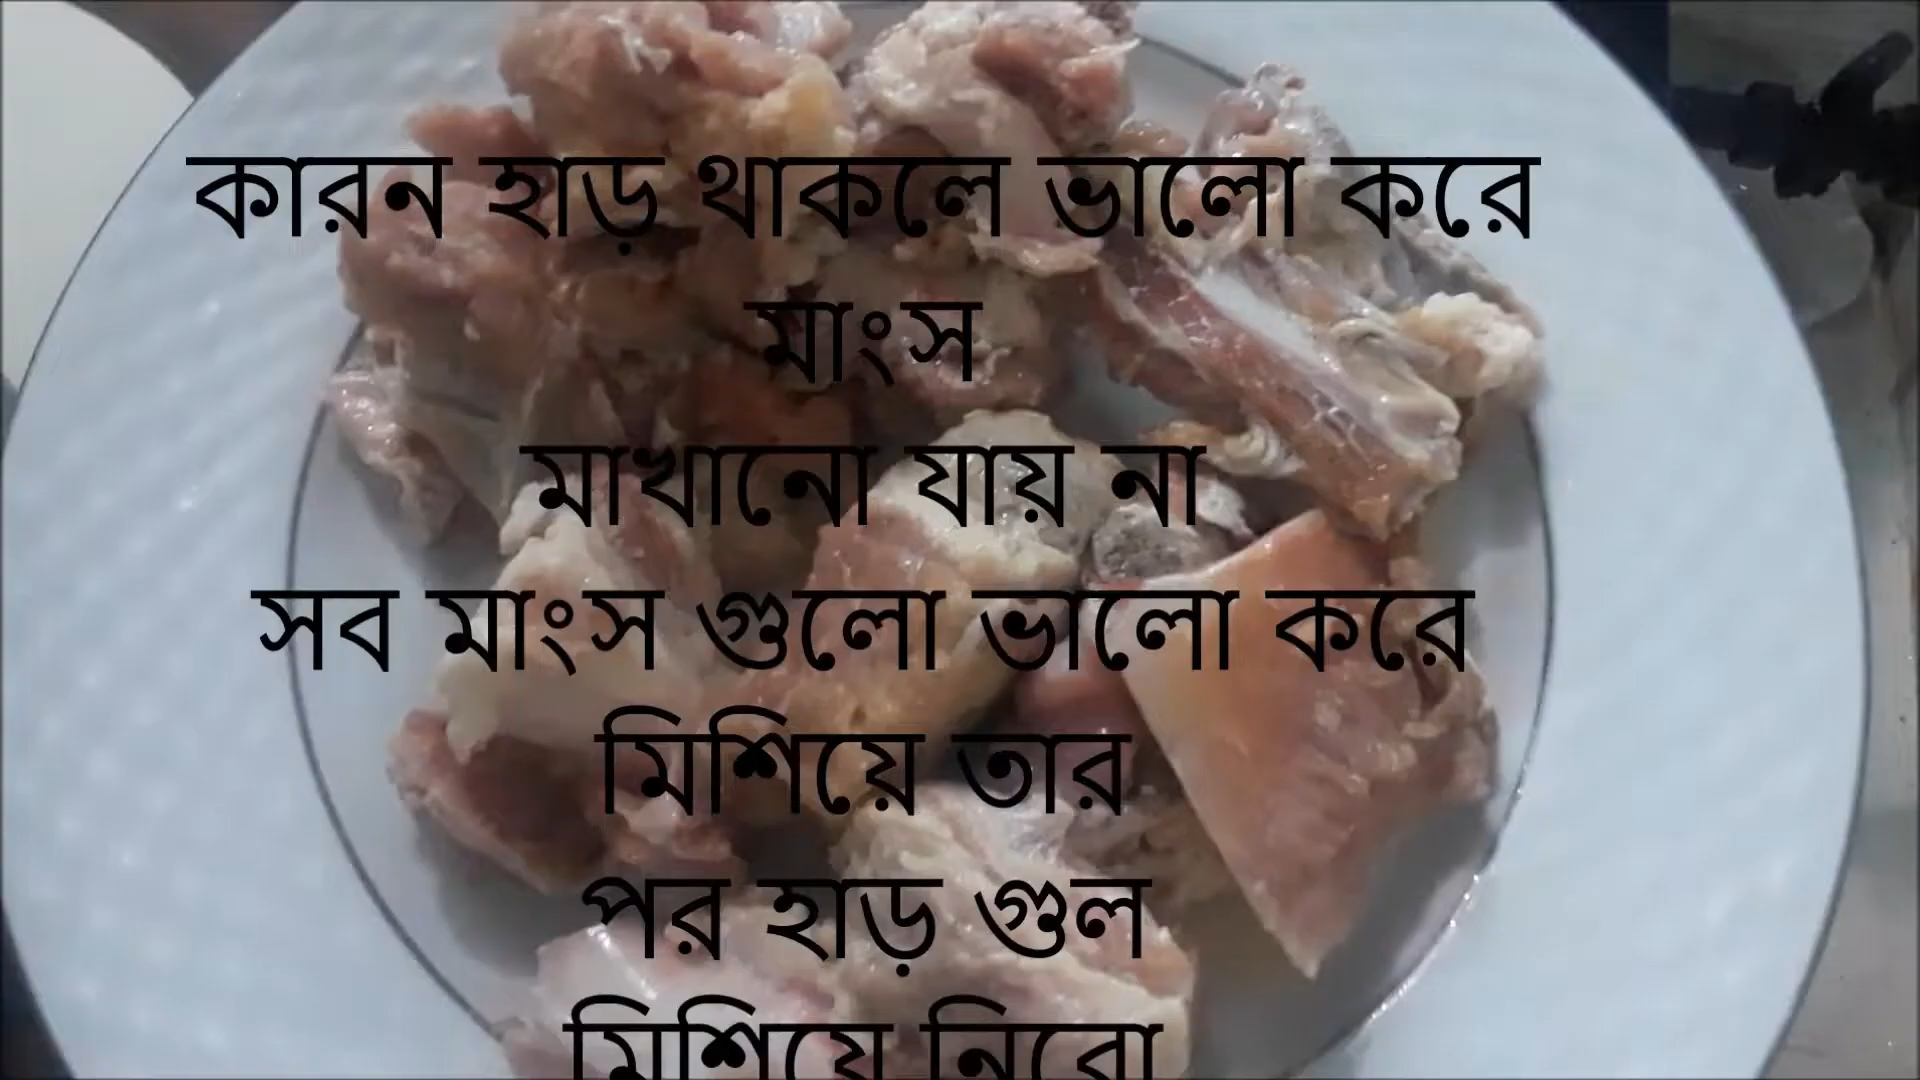 কারন হাড় থাকলে ভালো করে
মাংস
মাখানো যায় না
সব মাংস গুলো ভালো করে
মিশিয়ে তার
পর হাড় গুল
মিশিয়ে নিবো